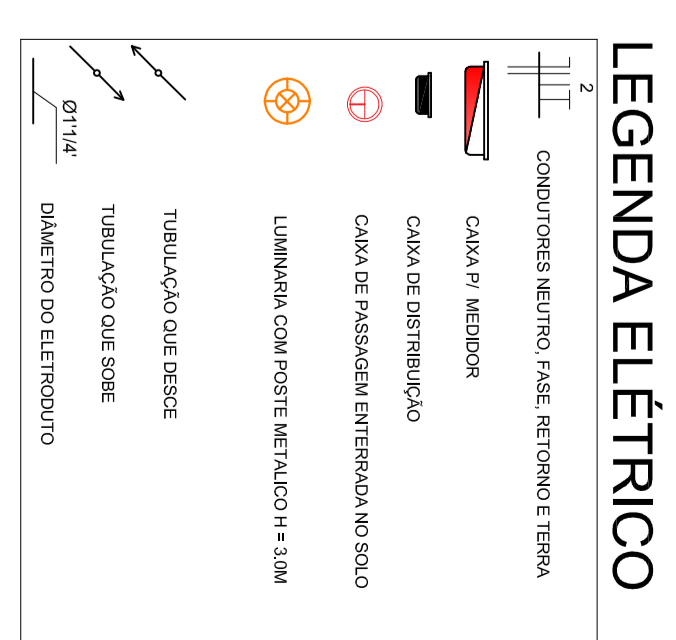 LEGENDA ELÉTRICO
2
CONDUTORES NEUTRO, FASE, RETORNO E TERRA
CAIXA P/ MEDIDOR
CAIXA DE DISTRIBUIÇÃO
CAIXA DE PASSAGEM ENTERRADA NO SOLO
LUMINARIA COM POSTE METALICO H = 3.0M
TUBULAÇÃO QUE DESCE
TUBULAÇÃO QUE SOBE
Ø1'1/4'
DIÂMETRO DO ELETRODUTO